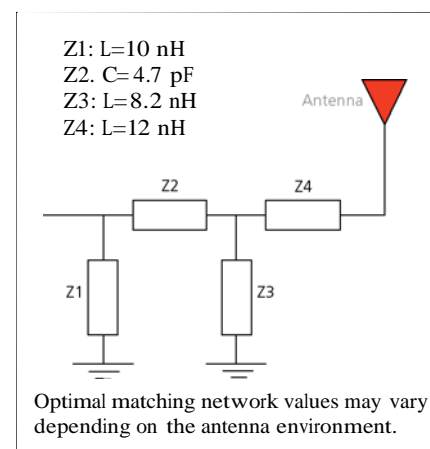 Z1: L=10 nH
Z2. C=4.7 pF
Z3: L=8.2 nH
Z4: L=12 nH
Antenna
Z2
Z4
Z1
Z3
Optimal matching network values may vary
depending on the antenna environment.